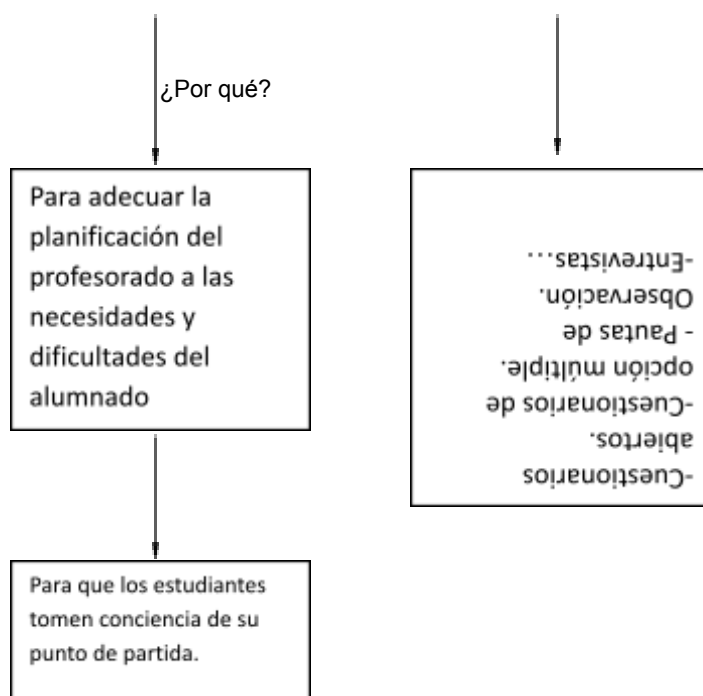 ¿Por qué?
Para adecuar la
planificación del
profesorado a las
necesidades y
dificultades del
alumnado
-Cuestionarios
abiertos.
-Cuestionarios de
opción múltiple.
- Pautas de
Observación.
-Entrevistas...
Para que los estudiantes
tomen conciencia de su
punto de partida.